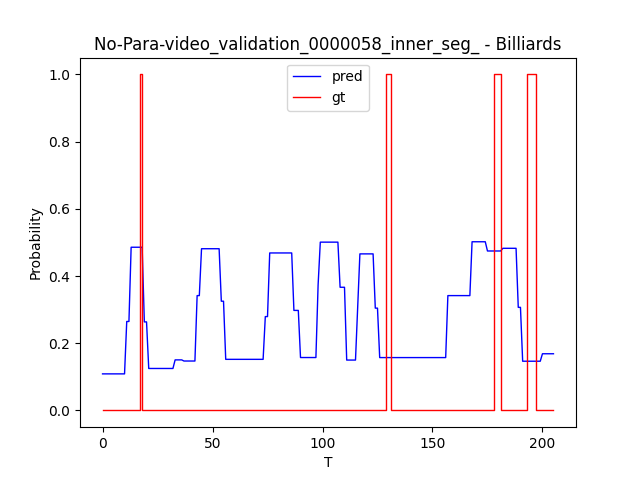 No-Para-video_validation_0000058_inner_seg_ - Billiards
pred
gt
1.0
0.8
0.6
0.4
0.2
0.0
Probability
0
50
100
150
200
T